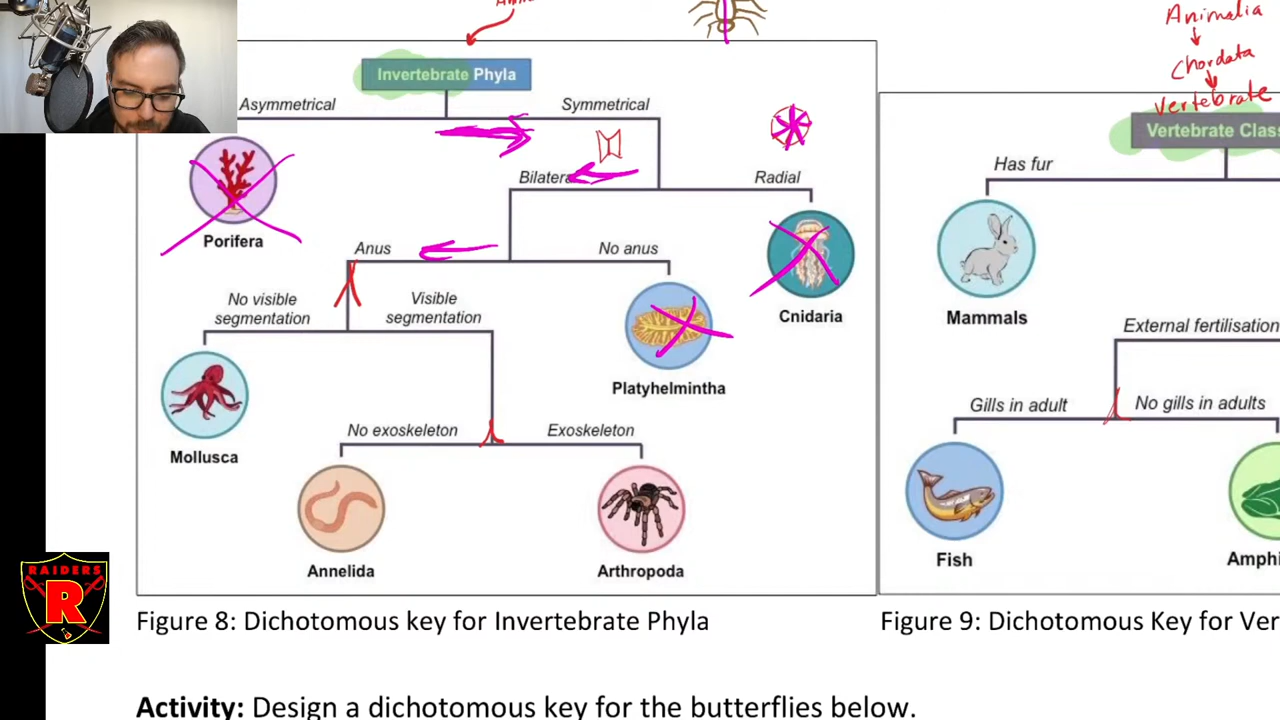 Animalia
Chordata
Vertebrate
Invertebrate Phyla
Asymmetrical
Symmetrical
Bilatera
Radial
Porifera
Anus
No anus
Cnidaria
No visible
segmentation
Visible
segmentation
Platyhelmintha
Mollusca
No exoskeleton
Exoskeleton
Annelida
Arthropoda
Figure 8: Dichotomous key for Invertebrate Phyla
Vertebrate Clas
Has fur
Mammals
External fertilisation
Gills in adult
No gills in adults
Fish
Amphi
Figure 9: Dichotomous Key for Ver
RAIDERS
R
Activity: Design a dichotomous key for the butterflies below.